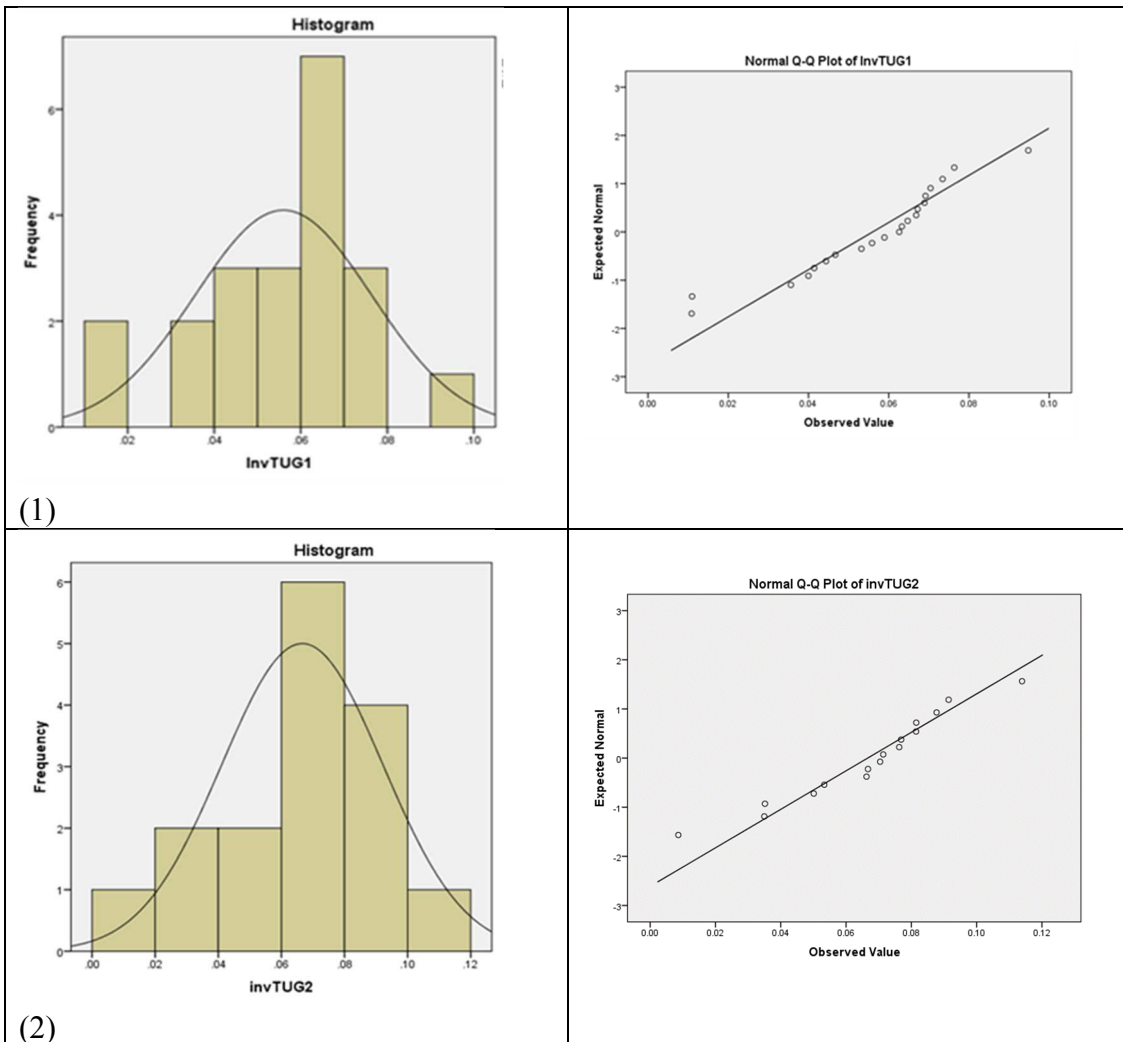 Histogram
Frequency
6
4
2
0
.02 .04 .06 .08 .10
InvTUG1
(1)
Normal Q-Q Plot of InvTUG1
Expected Normal
3
2
1
0
-1
-2
-3
0.00 0.02 0.04 0.06 0.08 0.10
Observed Value
Histogram
Frequency
6
5
4
3
2
1
0
.00 .02 .04 .06 .08 .10 .12
invTUG2
(2)
Normal Q-Q Plot of invTUG2
Expected Normal
3
2
1
0
-1
-2
-3
0.00 0.02 0.04 0.06 0.08 0.10 0.12
Observed Value